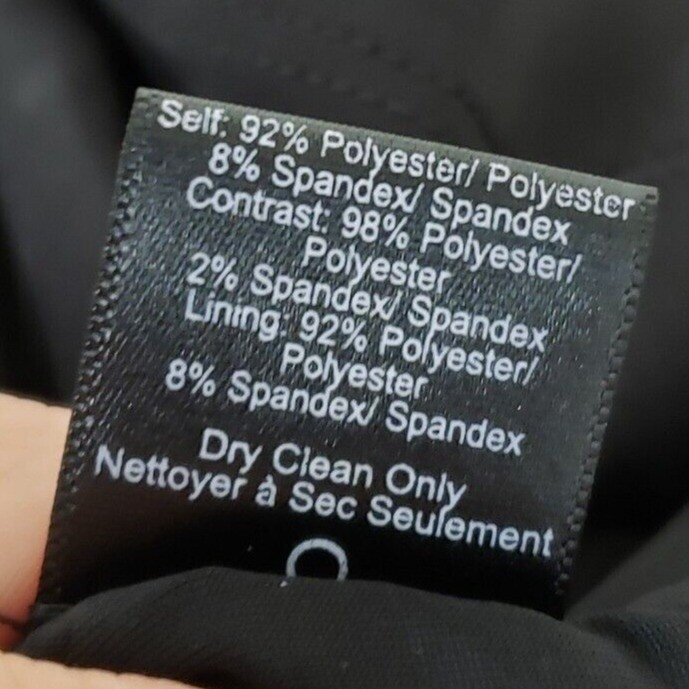 Self: 92% Polyester/ Polyester
8% Spandex/ Spandex
Contrast: 98% Polyester/
Polyester
2% Spandex/ Spandex
Lining: 92% Polyester/
Polyester
8% Spandex/ Spandex
Dry Clean Only
Nettoyer à Sec Seulement